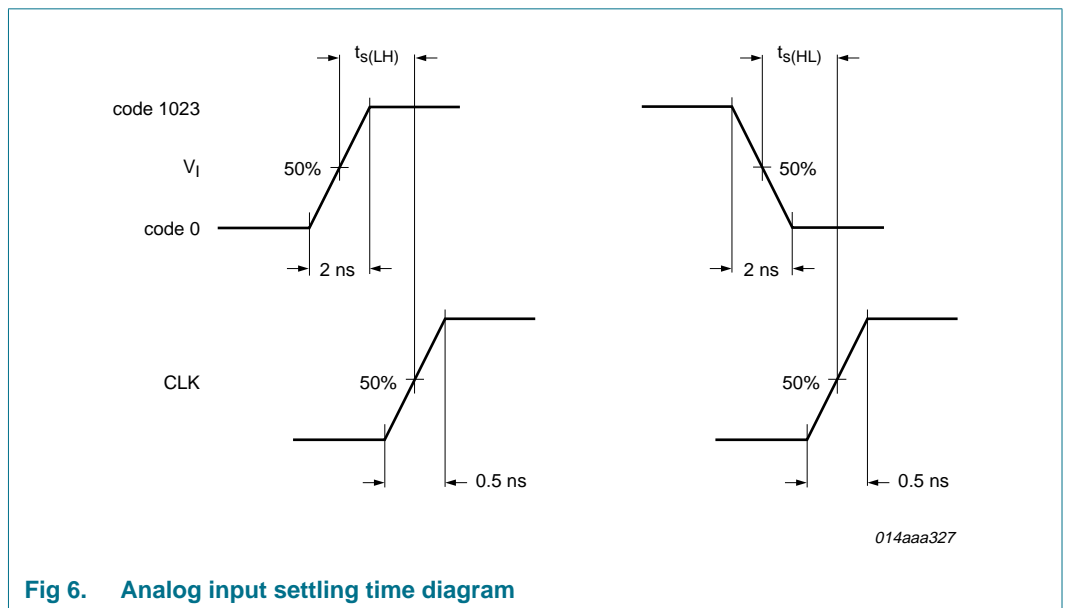 ts(LH)
ts(HL)
code 1023
VI
50%
50%
code 0
2 ns
2 ns
CLK
50%
50%
0.5 ns
0.5 ns
014aaa327
Fig 6. Analog input settling time diagram